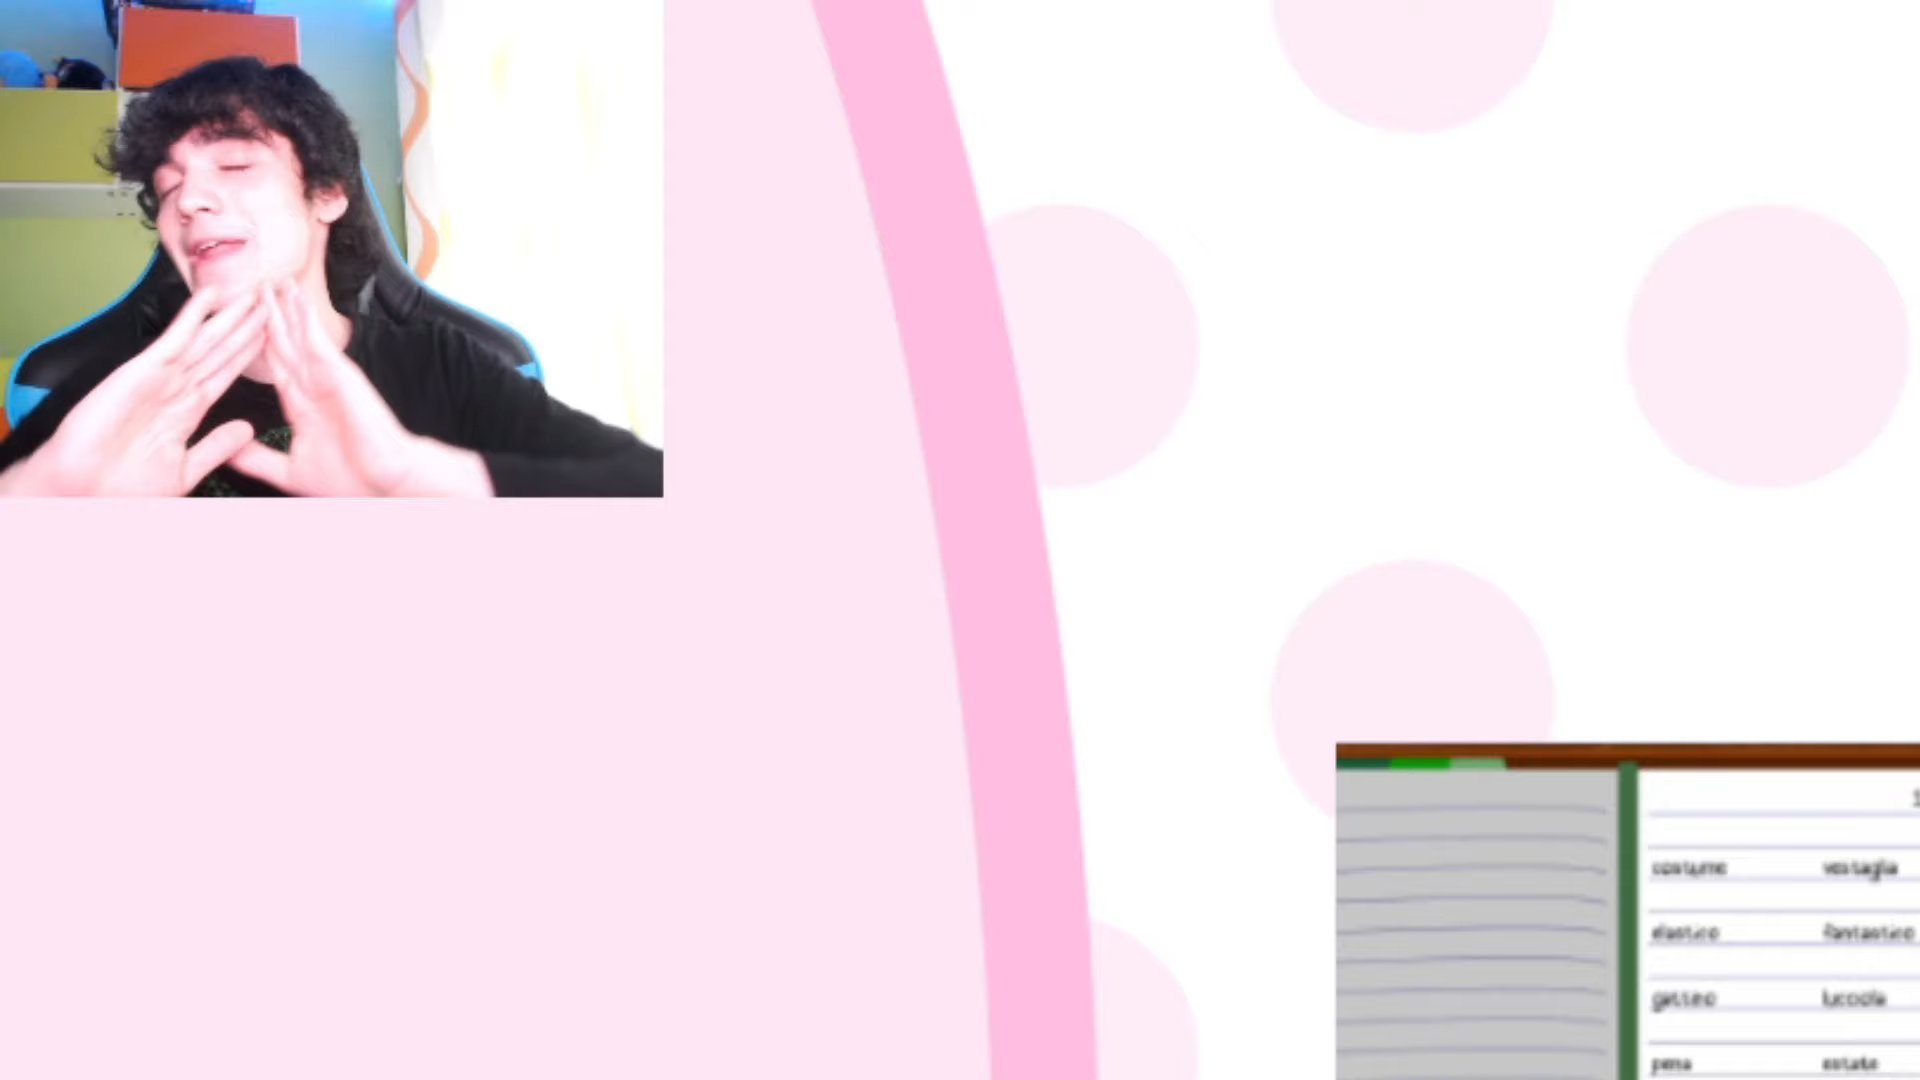 costume vestaglia
elastico fantastico
gattino lucciola
pena estate